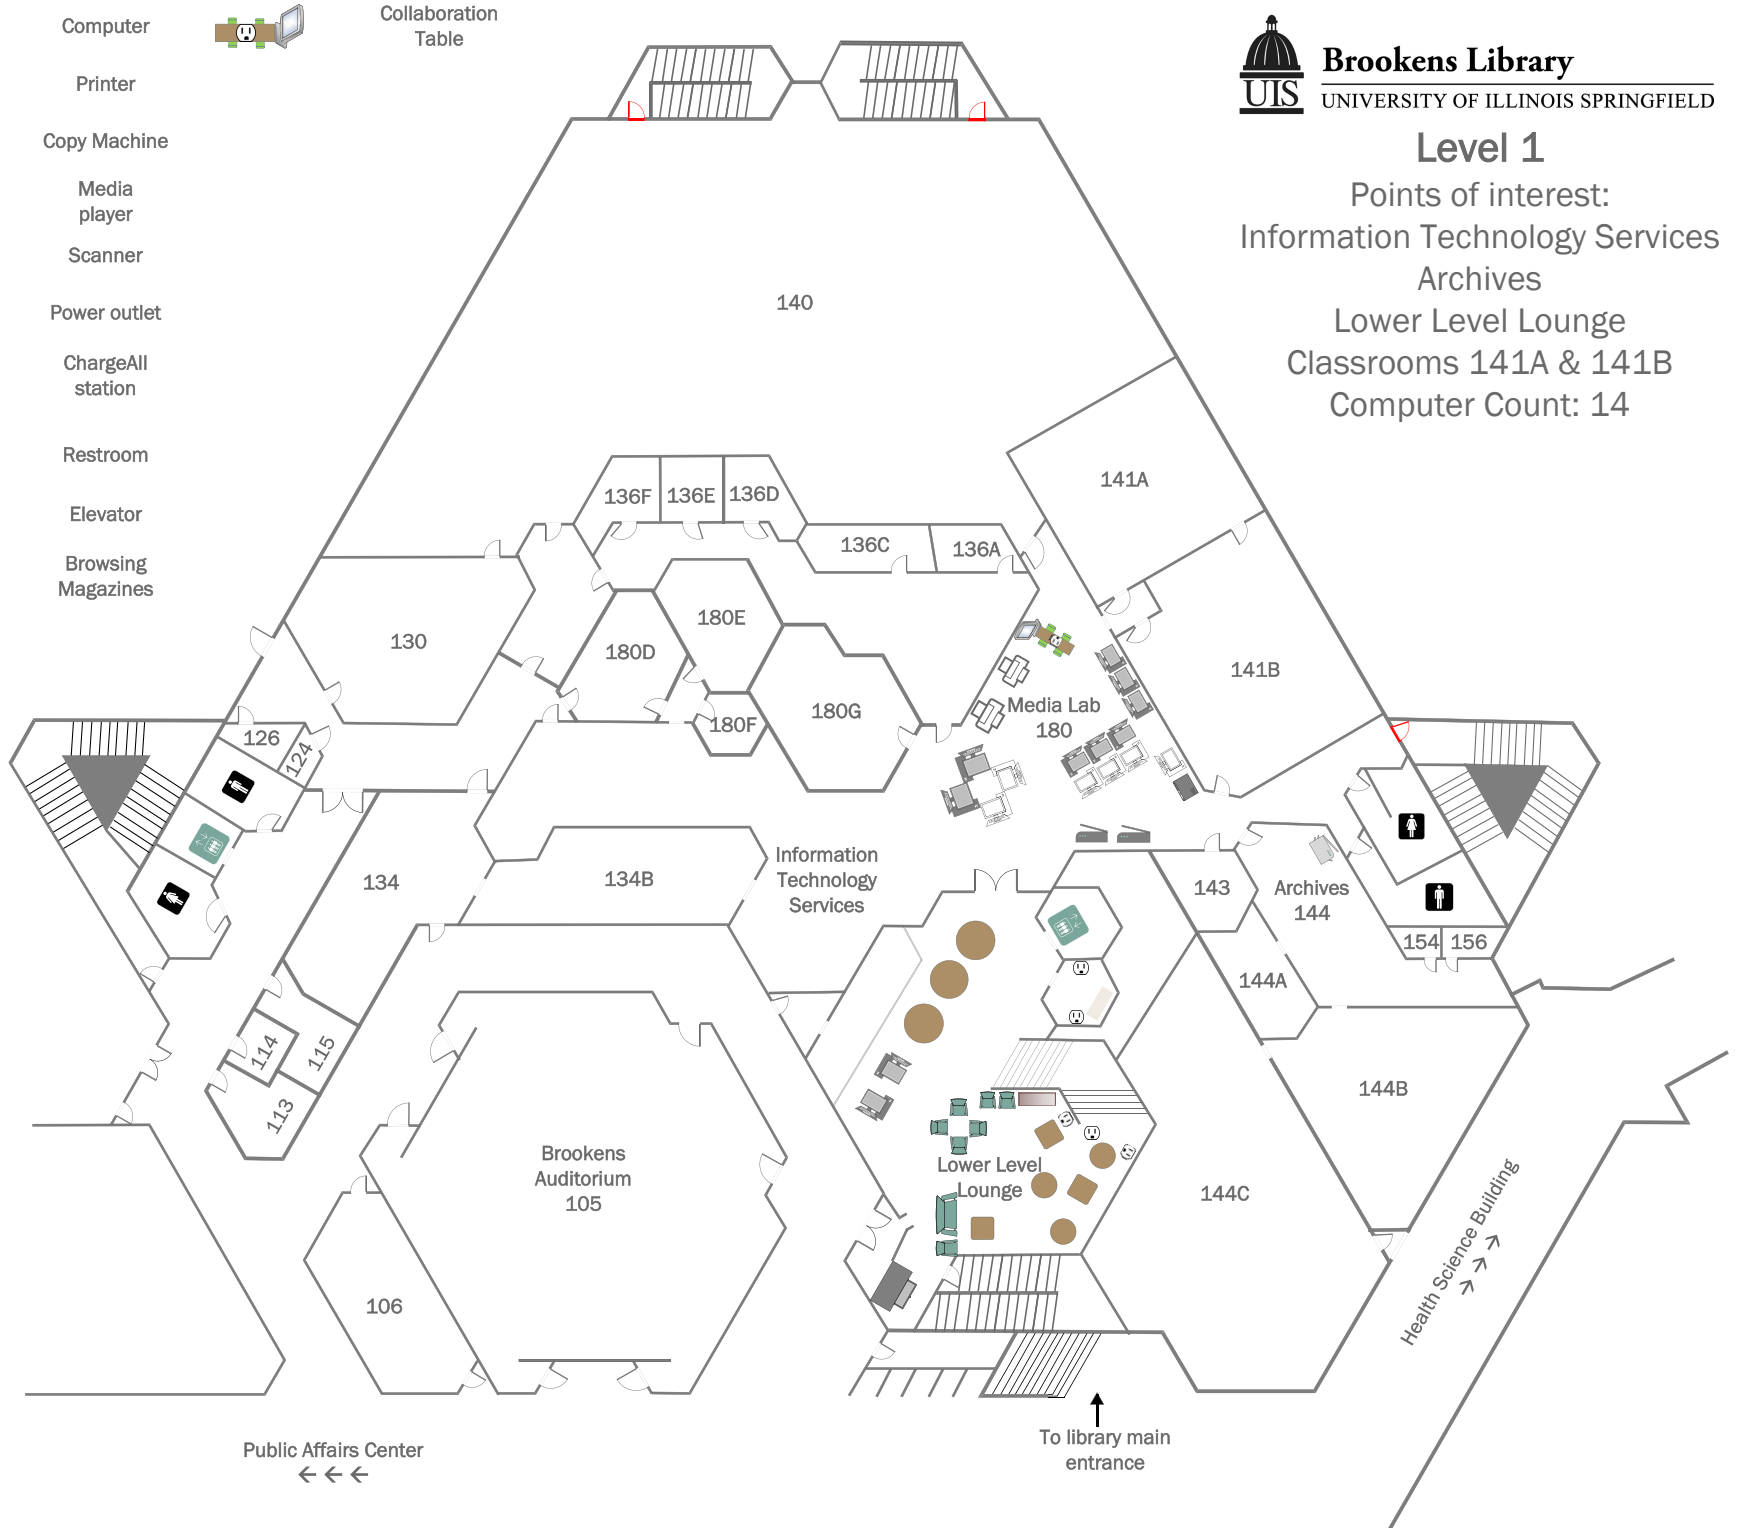 Computer
Collaboration
Table
Printer
Copy Machine
Media
player
Scanner
Power outlet
ChargeAll
station
Restroom
Elevator
Browsing
Magazines
UIS
Brookens Library
UNIVERSITY OF ILLINOIS SPRINGFIELD
Level 1
Points of interest:
Information Technology Services
Archives
Lower Level Lounge
Classrooms 141A & 141B
Computer Count: 14
140
141A
136F
136E
136D
136C
136A
130
180E
180D
141B
180G
180F
Media Lab
180
126
124
134
134B
Information
Technology
Services
143
Archives
144
154
156
144A
114
115
113
144B
Brookens
Auditorium
105
Lower Level
Lounge
144C
106
Health Science Building
Public Affairs Center
To library main
entrance